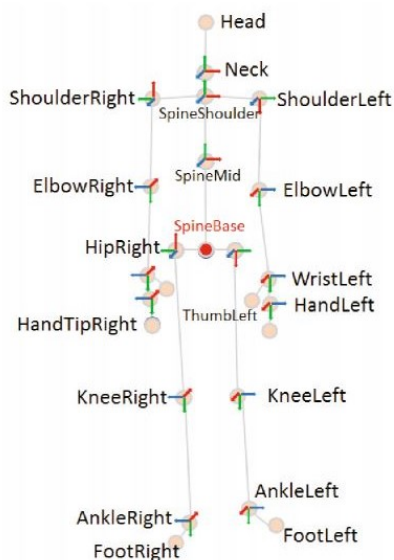 Head
Neck
ShoulderRight
ShoulderLeft
SpineShoulder
SpineMid
ElbowRight
ElbowLeft
SpineBase
HipRight
WristLeft
HandLeft
ThumbLeft
HandTipRight
KneeRight
KneeLeft
AnkleLeft
AnkleRight
FootLeft
FootRight